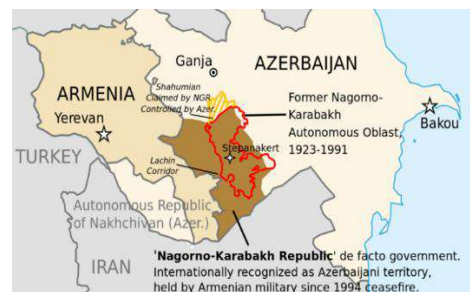 Ganja
AZERBAIJAN
Shahumian
Claimed by NGR
Controlled by Azer.
ARMENIA
Yerevan
Former Nagorno-
Karabakh
Autonomous Oblast,
1923-1991
Bakou
Stepanakert
TURKEY
Lachin
Corridor
Autonomous Republic
of Nakhchivan (Azer.)
IRAN
'Nagorno-Karabakh Republic' de facto government.
Internationally recognized as Azerbaijani territory,
held by Armenian military since 1994 ceasefire.